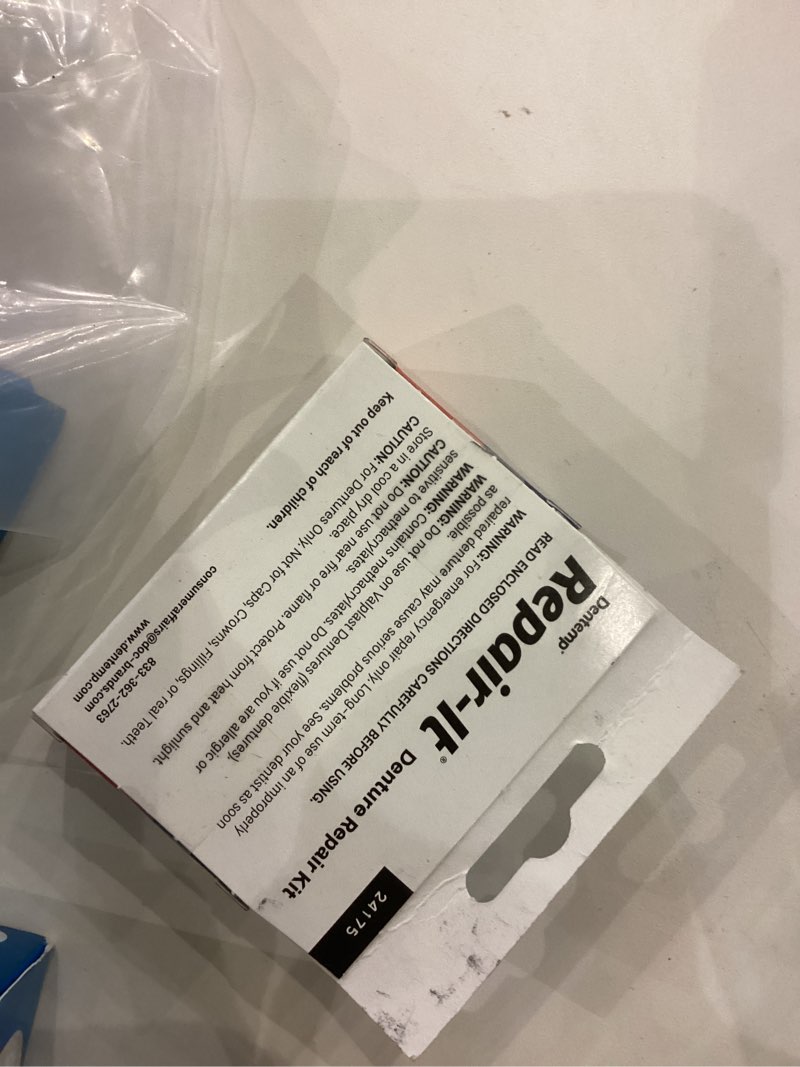 Dentemp®
Repair-It® Denture Repair Kit
24175
READ ENCLOSED DIRECTIONS CAREFULLY BEFORE USING.
WARNING: For emergency repair only. Long-term use of an improperly
repaired denture may cause serious problems. See your dentist as soon
as possible.
WARNING: Do not use on Valplast Dentures (flexible dentures).
WARNING: Contains methacrylates. Do not use if you are allergic or
sensitive to methacrylates.
CAUTION: Do not use near fire or flame. Protect from heat and sunlight.
Store in a cool dry place.
CAUTION: For Dentures Only. Not for Caps, Crowns, Fillings, or real Teeth.
Keep out of reach of children.
consumeraffairs@doc-brands.com
833-362-2763
www.dentemp.com